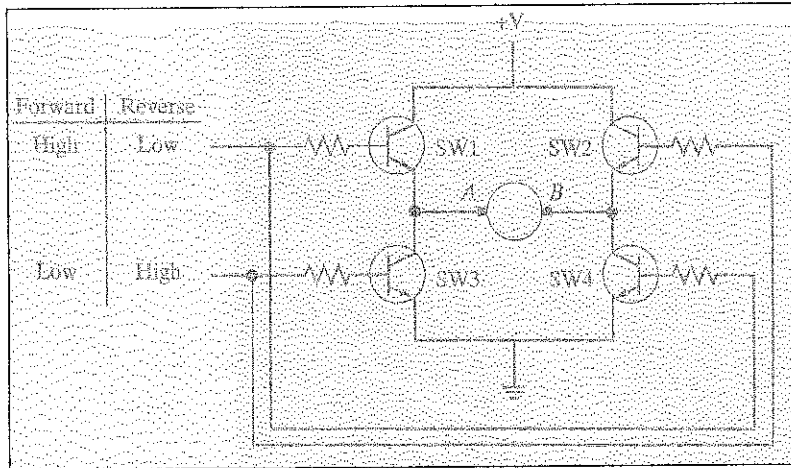 +V
Forward Reverse
High Low
SW1 SW2
A B
Low High
SW3 SW4